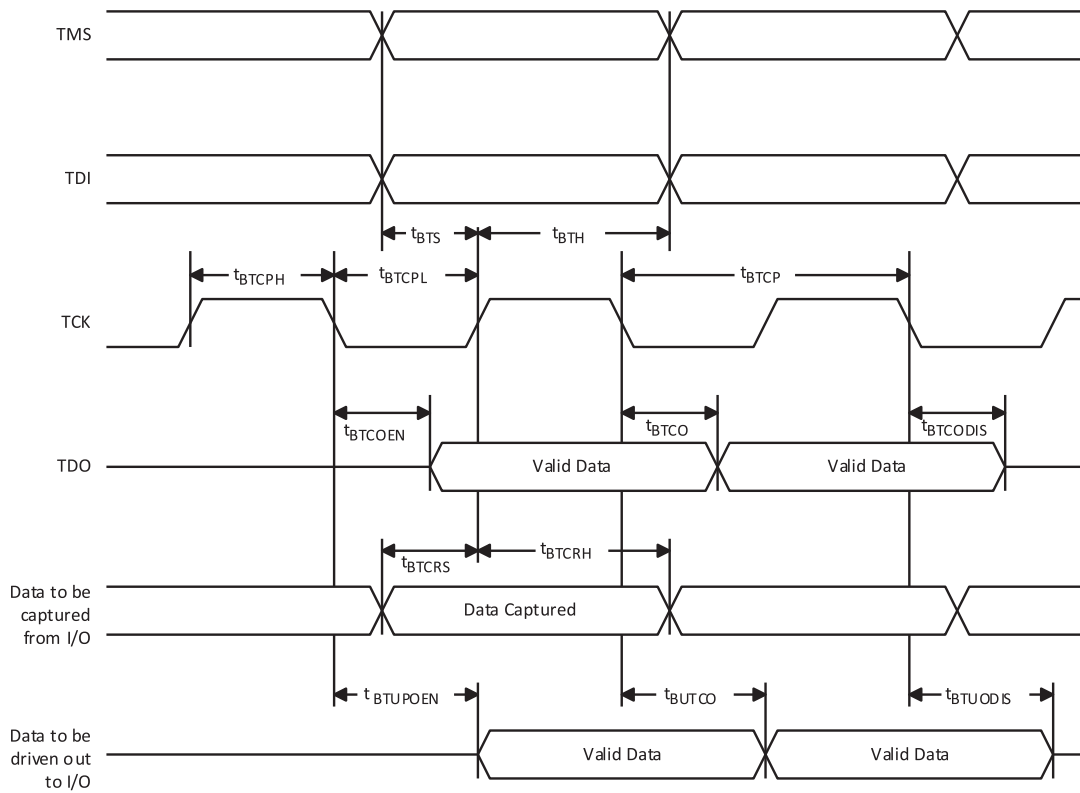 TMS
TDI
tBTS
tBTH
tBTCPH
tBTCPL
tBTCP
TCK
tBTCOEN
tBTCO
tBTCODIS
TDO
Valid Data
Valid Data
tBTCRS
tBTCRH
Data to be
captured
from I/O
Data Captured
t BTUPOEN
tBUTCO
tBTUODIS
Data to be
driven out
to I/O
Valid Data
Valid Data